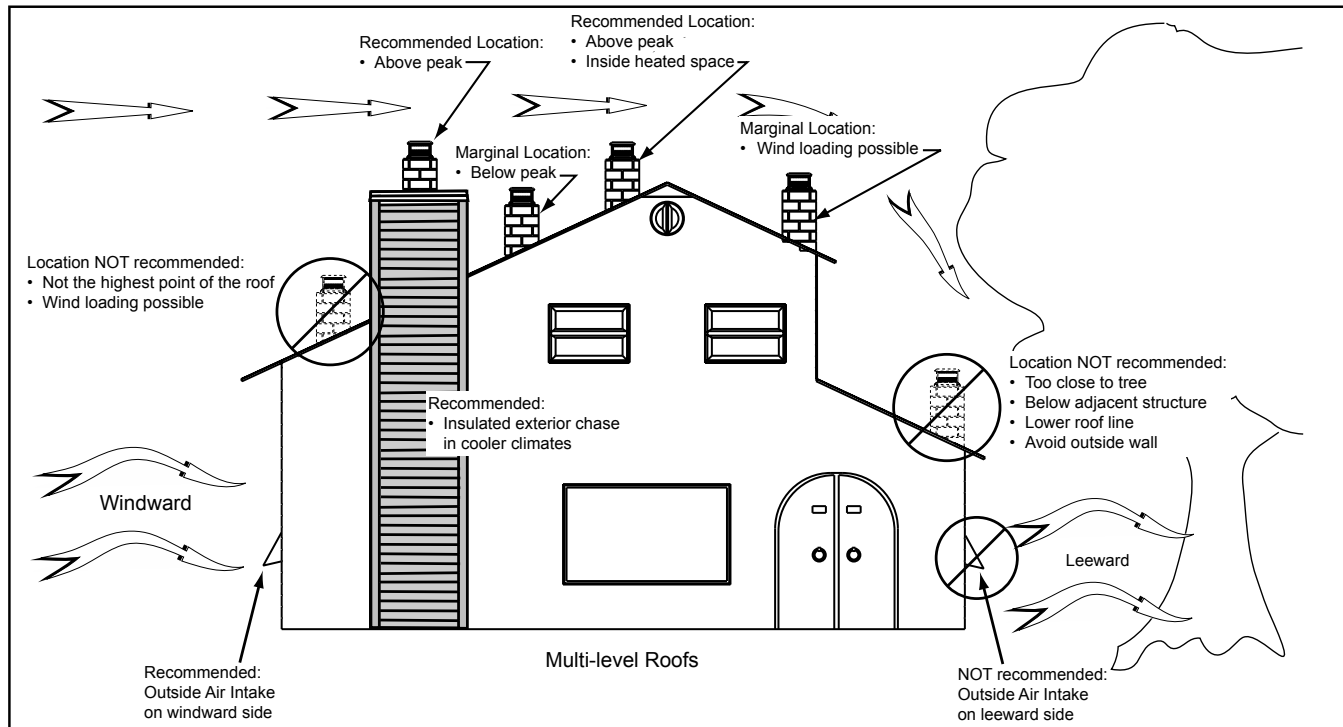 Recommended Location:
• Above peak
Recommended Location:
• Above peak
• Inside heated space
Marginal Location:
• Below peak
Marginal Location:
• Wind loading possible
Location NOT recommended:
• Not the highest point of the roof
• Wind loading possible
Location NOT recommended:
• Too close to tree
• Below adjacent structure
• Lower roof line
• Avoid outside wall
Recommended:
• Insulated exterior chase
in cooler climates
Windward
Leeward
Multi-level Roofs
Recommended:
Outside Air Intake
on windward side
NOT recommended:
Outside Air Intake
on leeward side